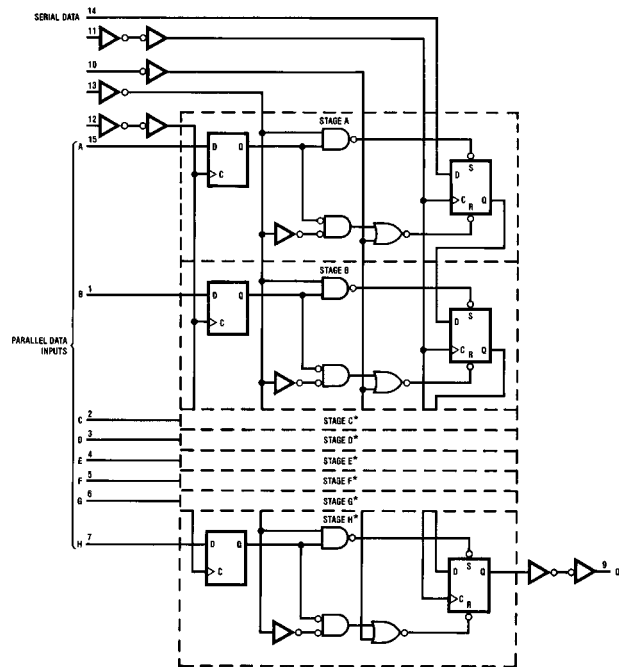 SERIAL DATA 14
11
10
13
12
A 15
STAGE A
D Q
C
S
D
C Q
R
STAGE B
B 1
D Q
C
S
D
C Q
R
PARALLEL DATA
INPUTS
C 2
STAGE C*
D 3
STAGE D*
E 4
STAGE E*
F 5
STAGE F*
G 6
STAGE G*
STAGE H*
H 7
D Q
C
S
D Q
C
R
9
Q